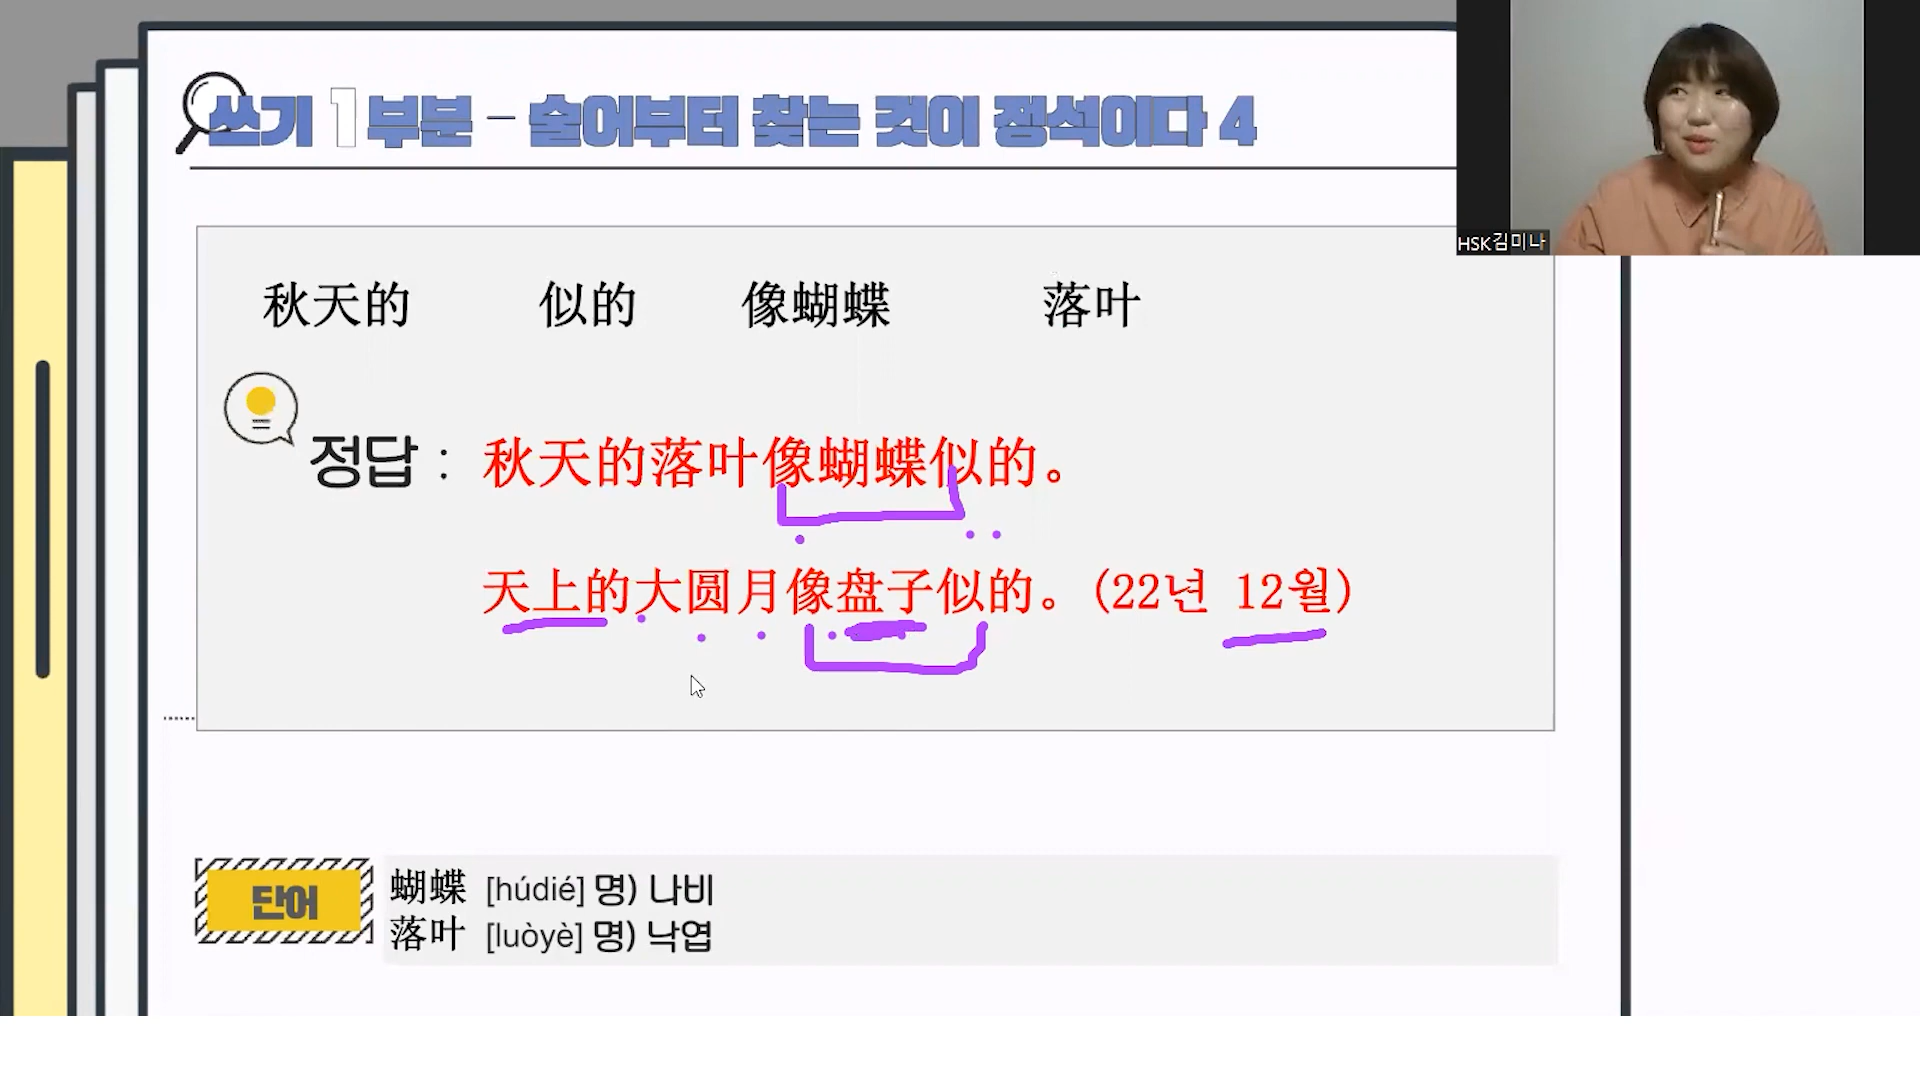 쓰기 1 부분 – 술어부터 찾는 것이 정석이다 4
HSK김미나
秋天的 似的 像蝴蝶 落叶
정답 : 秋天的落叶像蝴蝶似的。
天上的大圆月像盘子似的。(22년 12월)
단어
蝴蝶 [húdié] 명) 나비
落叶 [luòyè] 명) 낙엽